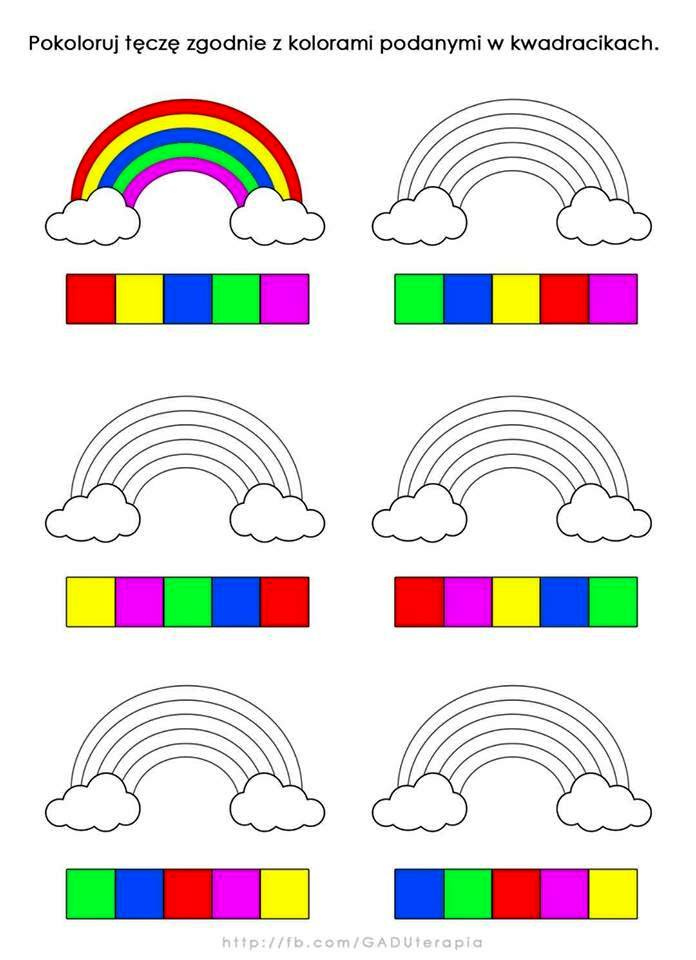 Pokoloruj tęczę zgodnie z kolorami podanymi w kwadracikach.
http://fb.com/GADUterapia